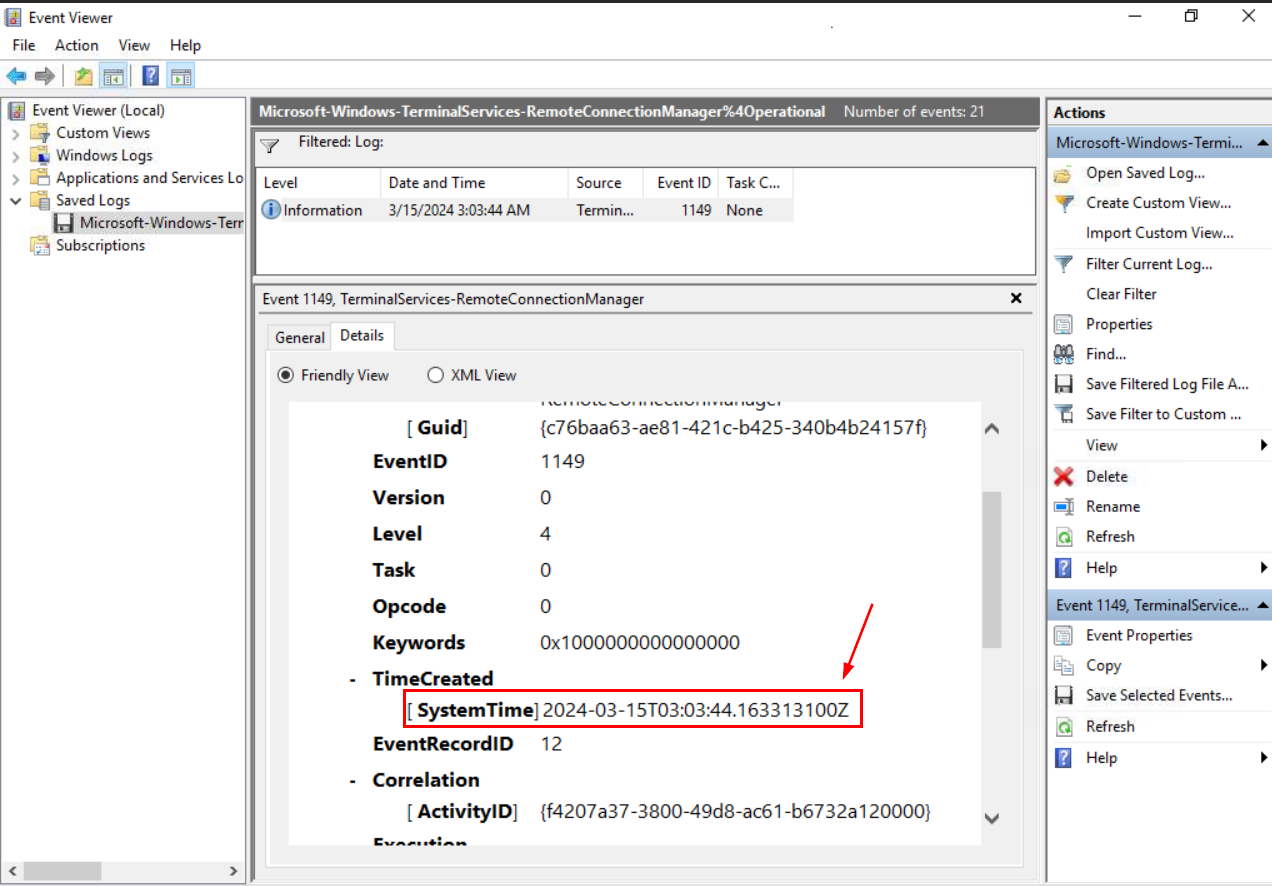 Event Viewer
File Action View Help
Event Viewer (Local)
Custom Views
Windows Logs
Applications and Services Lo
Saved Logs
Microsoft-Windows-Terr
Subscriptions
Microsoft-Windows-TerminalServices-RemoteConnectionManager%4Operational Number of events: 21
Filtered: Log:
Level Date and Time Source Event ID Task C...
Information 3/15/2024 3:03:44 AM Termin... 1149 None
Event 1149, TerminalServices-RemoteConnectionManager
General Details
Friendly View XML View
RemoteConnectionManager
[ Guid] {c76baa63-ae81-421c-b425-340b4b24157f}
EventID 1149
Version 0
Level 4
Task 0
Opcode 0
Keywords 0x1000000000000000
- TimeCreated
[ SystemTime] 2024-03-15T03:03:44.163313100Z
EventRecordID 12
- Correlation
[ ActivityID] {f4207a37-3800-49d8-ac61-b6732a120000}
Execution
Actions
Microsoft-Windows-Termi...
Open Saved Log...
Create Custom View...
Import Custom View...
Filter Current Log...
Clear Filter
Properties
Find...
Save Filtered Log File A...
Save Filter to Custom ...
View
Delete
Rename
Refresh
Help
Event 1149, TerminalService...
Event Properties
Copy
Save Selected Events...
Refresh
Help